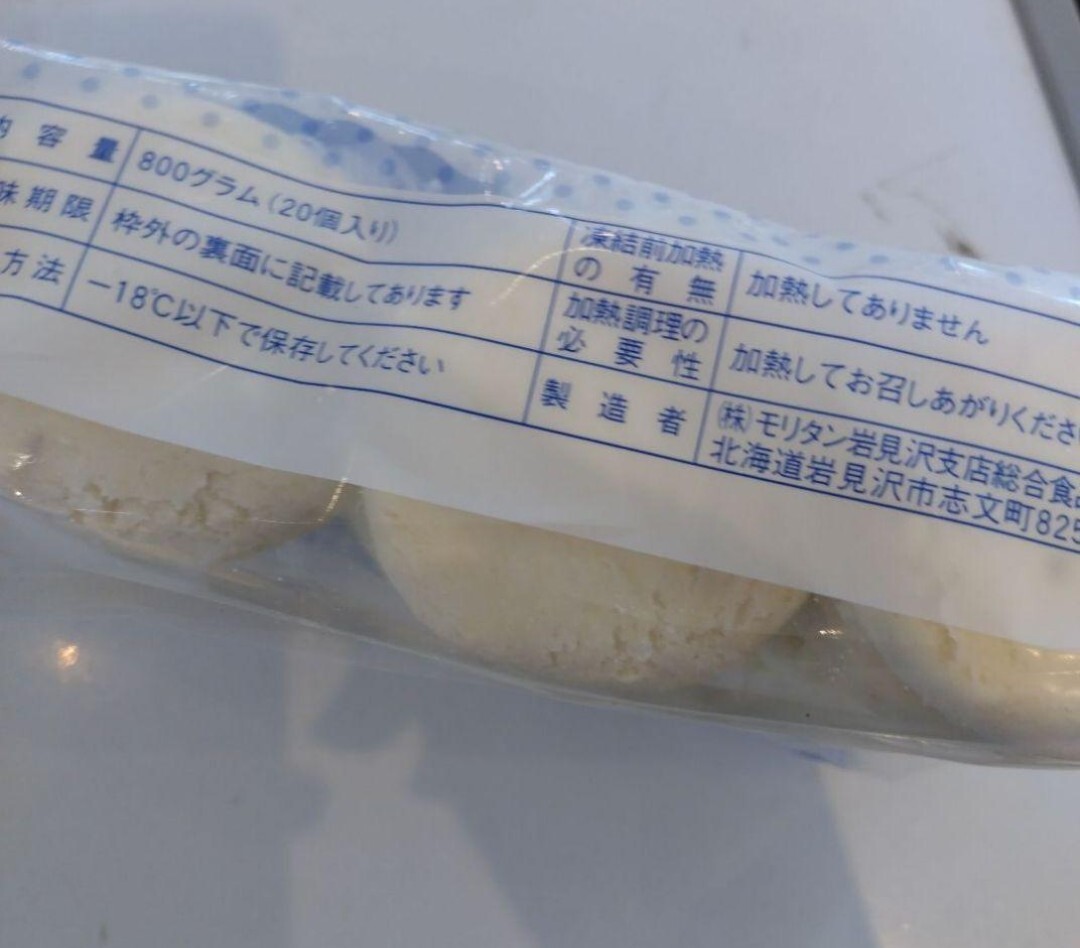 内容量
800グラム(20個入り)
味期限
枠外の裏面に記載してあります
方法
−18℃以下で保存してください
凍結前加熱
の有無
加熱してありません
加熱調理の
必要性
加熱してお召しあがりくださ
製造者
㈱モリタン岩見沢支店総合食
北海道岩見沢市志文町825